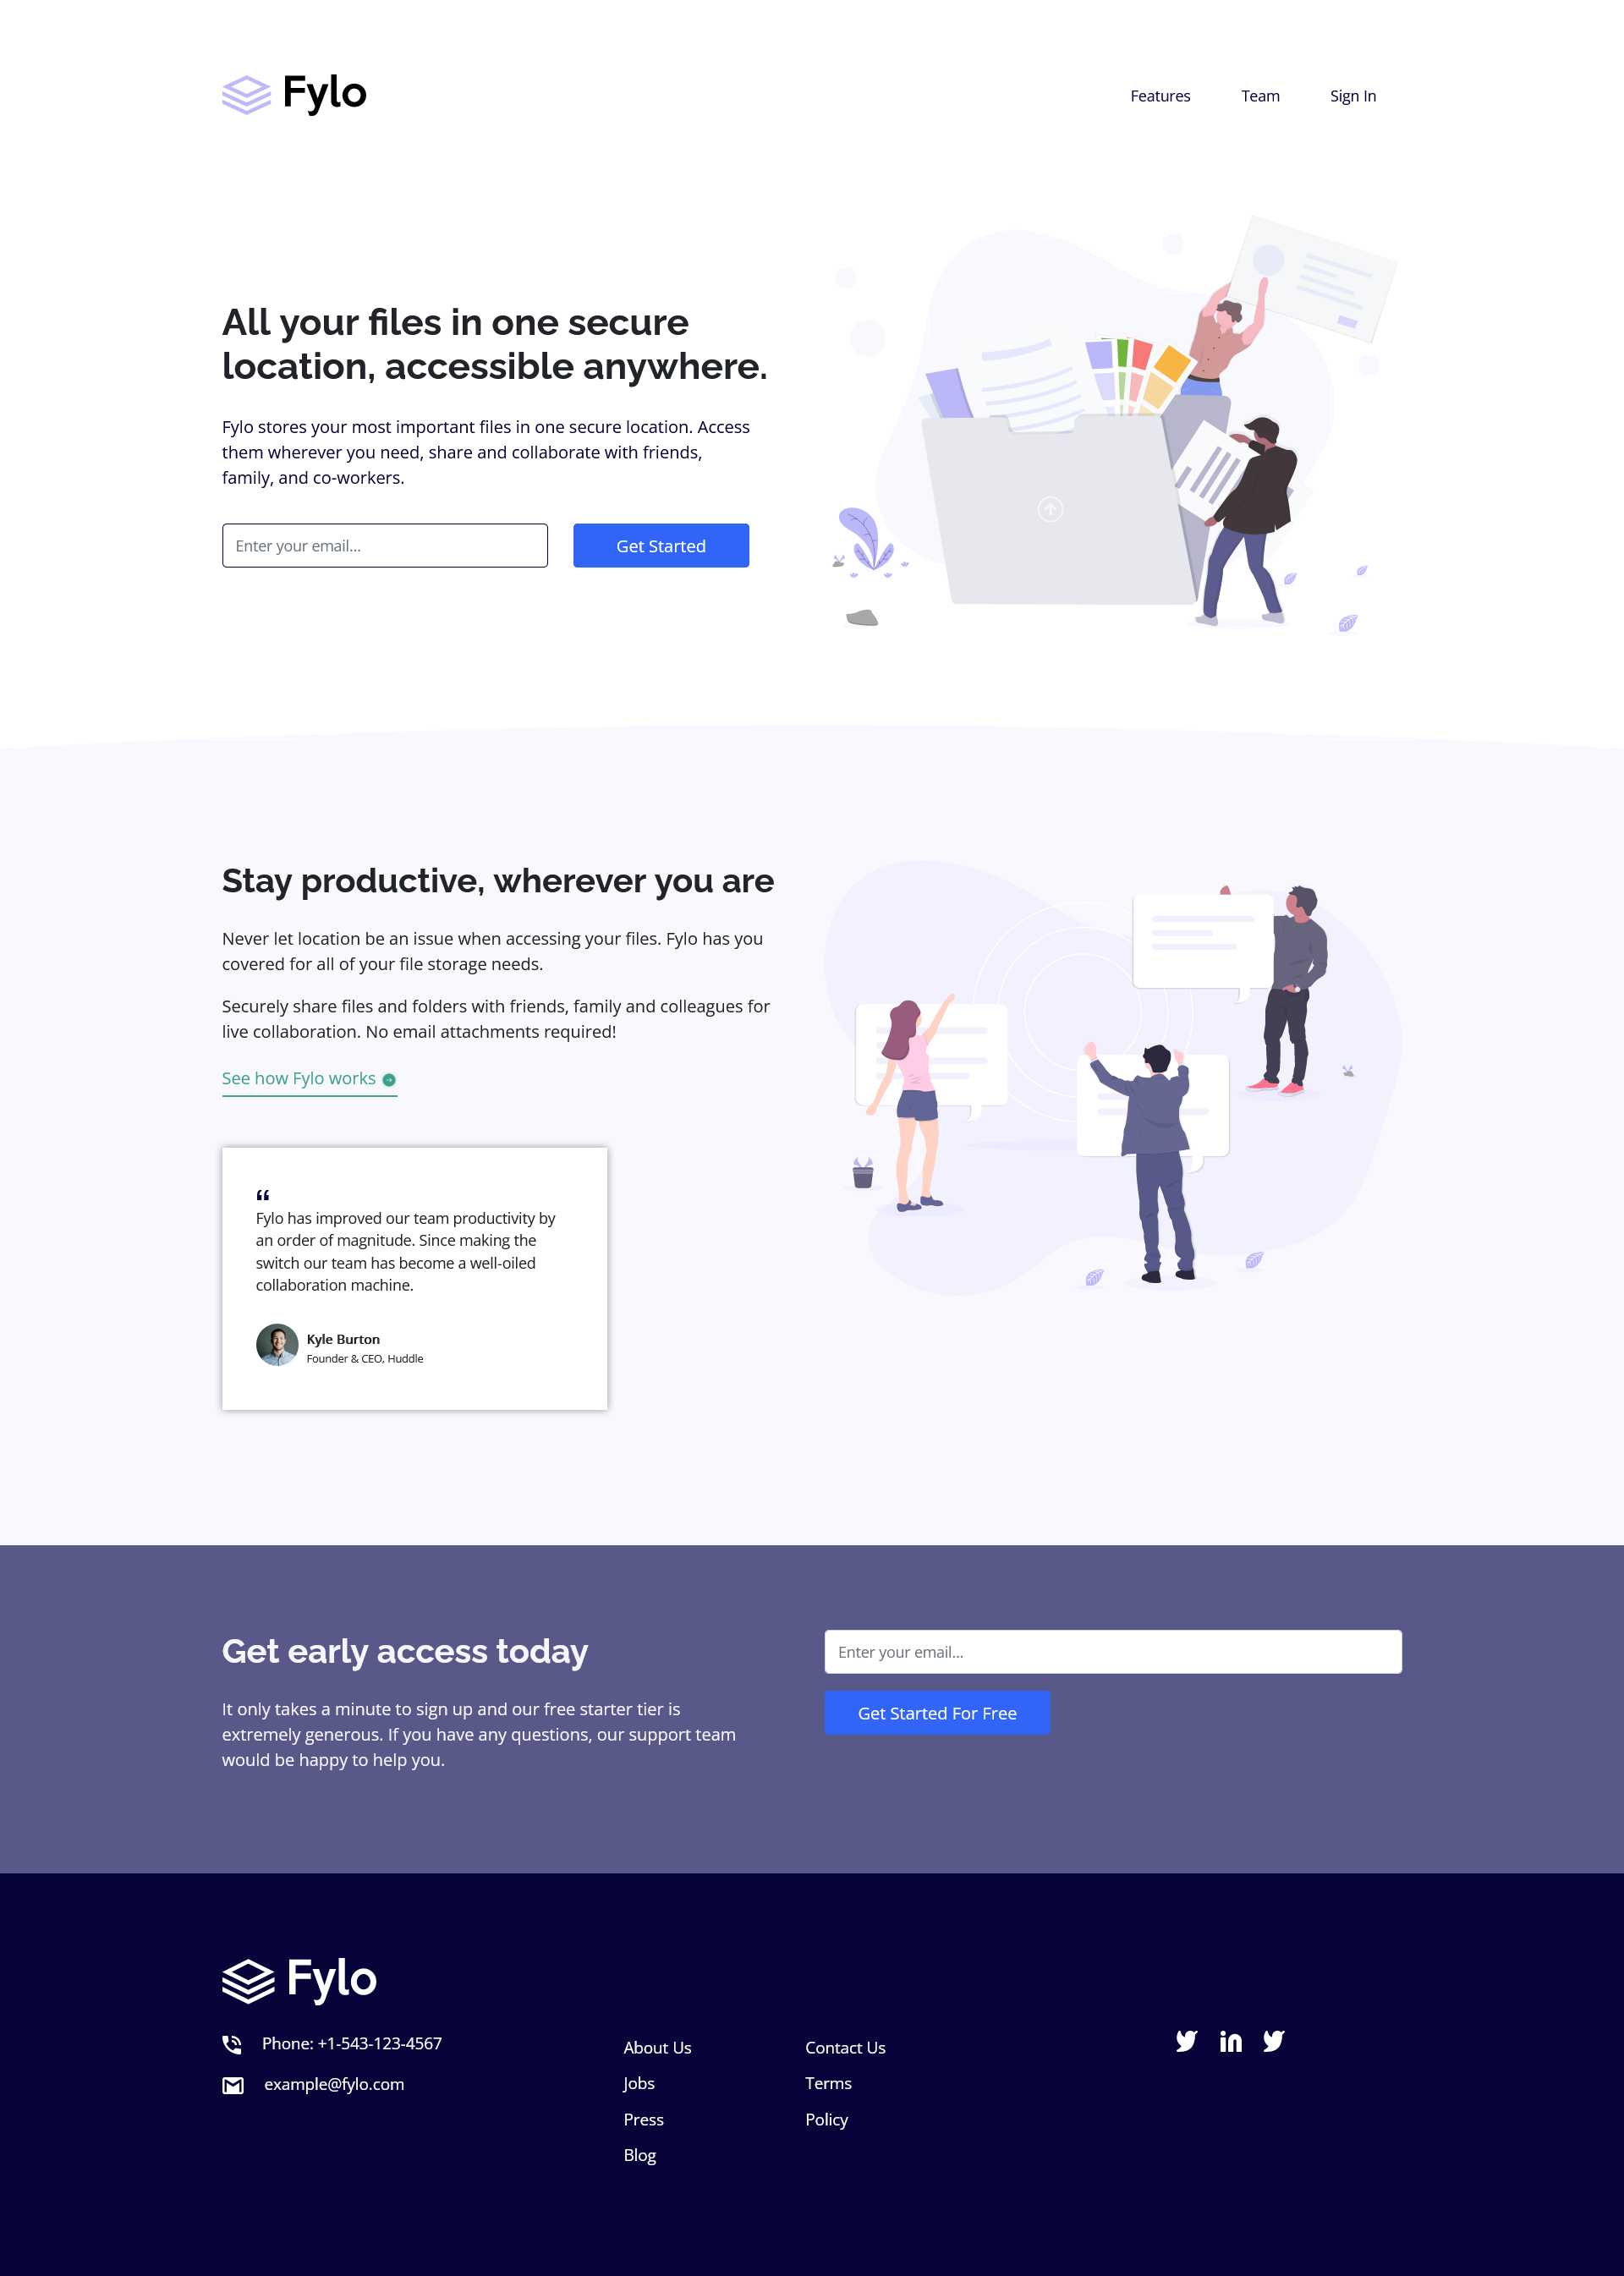 Fylo
Features
Team
Sign In
All your files in one secure
location, accessible anywhere.
Fylo stores your most important files in one secure location. Access
them wherever you need, share and collaborate with friends,
family, and co-workers.
Enter your email...
Get Started
Stay productive, wherever you are
Never let location be an issue when accessing your files. Fylo has you
covered for all of your file storage needs.
Securely share files and folders with friends, family and colleagues for
live collaboration. No email attachments required!
See how Fylo works
“
Fylo has improved our team productivity by
an order of magnitude. Since making the
switch our team has become a well-oiled
collaboration machine.
Kyle Burton
Founder & CEO, Huddle
Get early access today
It only takes a minute to sign up and our free starter tier is
extremely generous. If you have any questions, our support team
would be happy to help you.
Enter your email...
Get Started For Free
Fylo
Phone: +1-543-123-4567
example@fylo.com
About Us
Jobs
Press
Blog
Contact Us
Terms
Policy
in